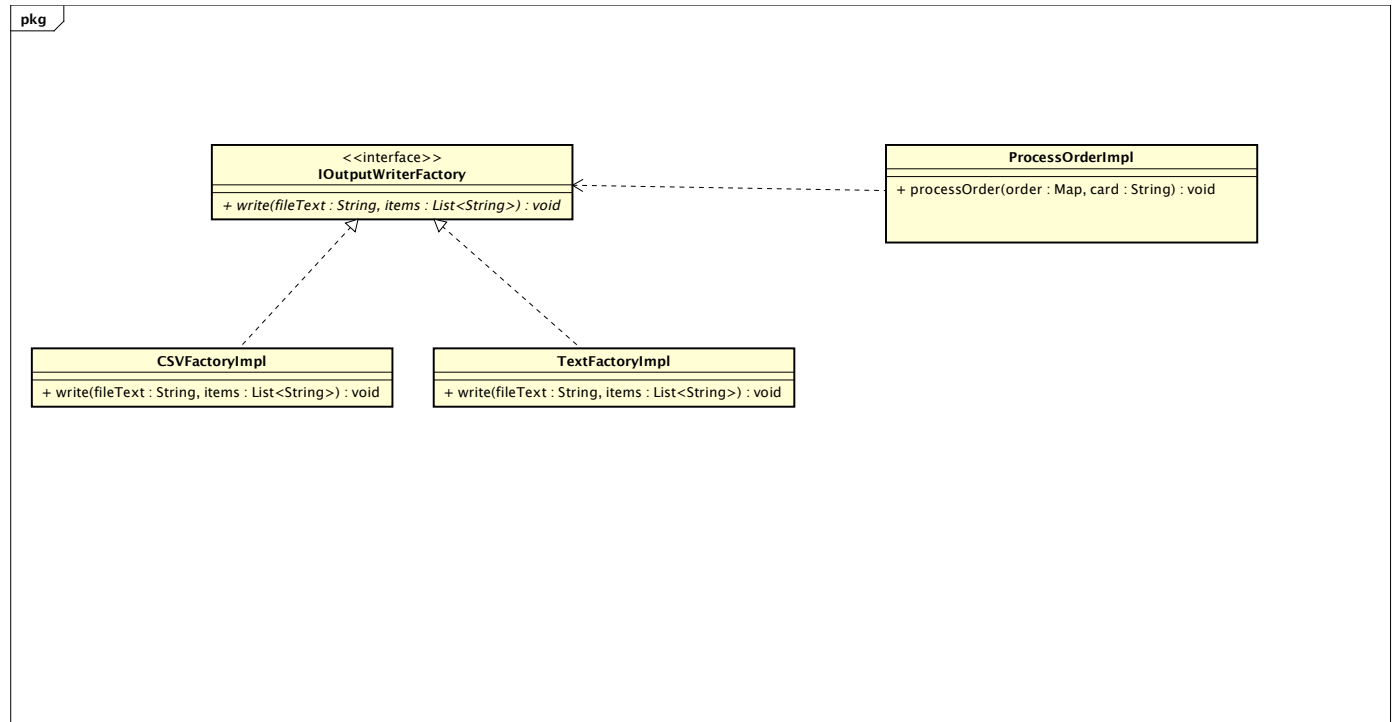 pkg
<<interface>>
IOutputWriterFactory
+ write(fileText : String, items : List<String>) : void
ProcessOrderImpl
+ processOrder(order : Map, card : String) : void
CSVFactoryImpl
+ write(fileText : String, items : List<String>) : void
TextFactoryImpl
+ write(fileText : String, items : List<String>) : void